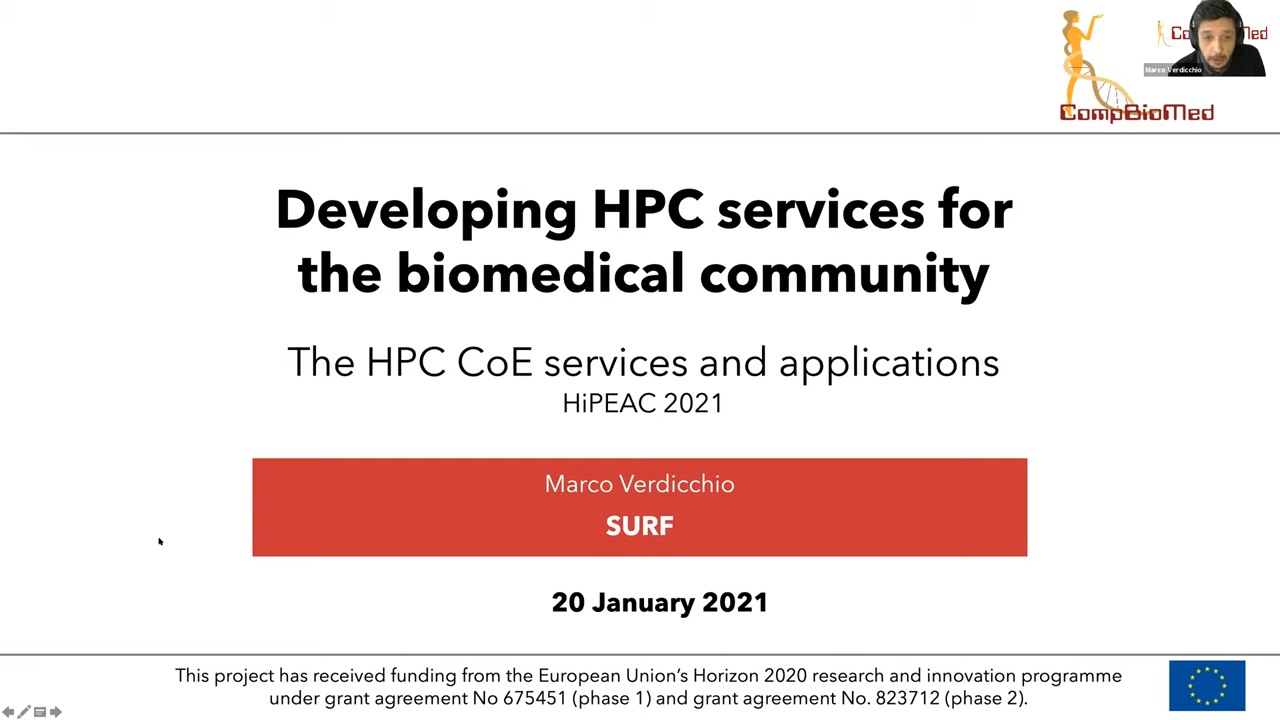 CompBioMed
Marco Verdicchio
Developing HPC services for
the biomedical community
The HPC CoE services and applications
HiPEAC 2021
Marco Verdicchio
SURF
20 January 2021
This project has received funding from the European Union’s Horizon 2020 research and innovation programme
under grant agreement No 675451 (phase 1) and grant agreement No. 823712 (phase 2).